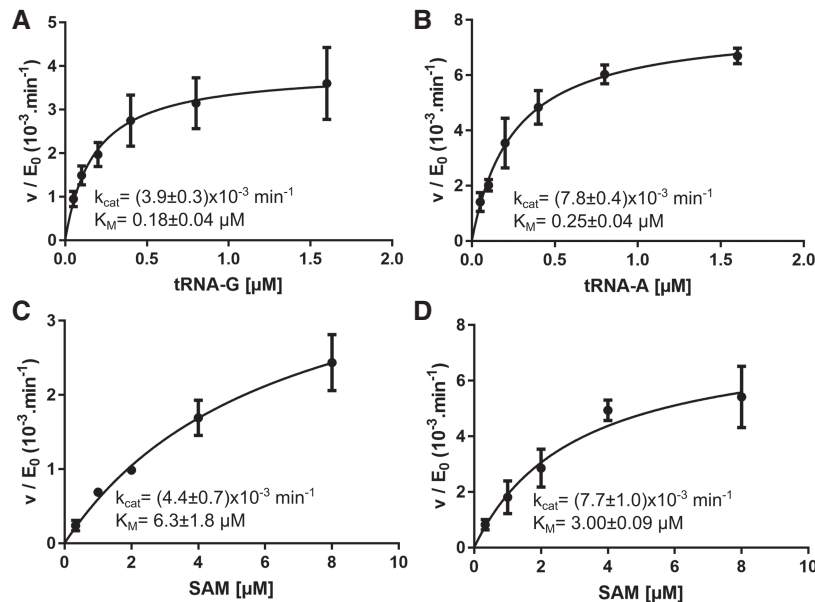 A
v / E0 (10-3.min-1)
5
4
3
2
1
0
kcat= (3.9±0.3)x10-3 min-1
KM= 0.18±0.04 µM
0.0 0.5 1.0 1.5 2.0
tRNA-G [µM]
B
v / E0 (10-3.min-1)
8
6
4
2
0
kcat= (7.8±0.4)x10-3 min-1
KM= 0.25±0.04 µM
0.0 0.5 1.0 1.5 2.0
tRNA-A [µM]
C
v / E0 (10-3.min-1)
3
2
1
0
kcat= (4.4±0.7)x10-3 min-1
KM= 6.3±1.8 µM
0 2 4 6 8 10
SAM [µM]
D
v / E0 (10-3.min-1)
8
6
4
2
0
kcat= (7.7±1.0)x10-3 min-1
KM= 3.00±0.09 µM
0 2 4 6 8 10
SAM [µM]